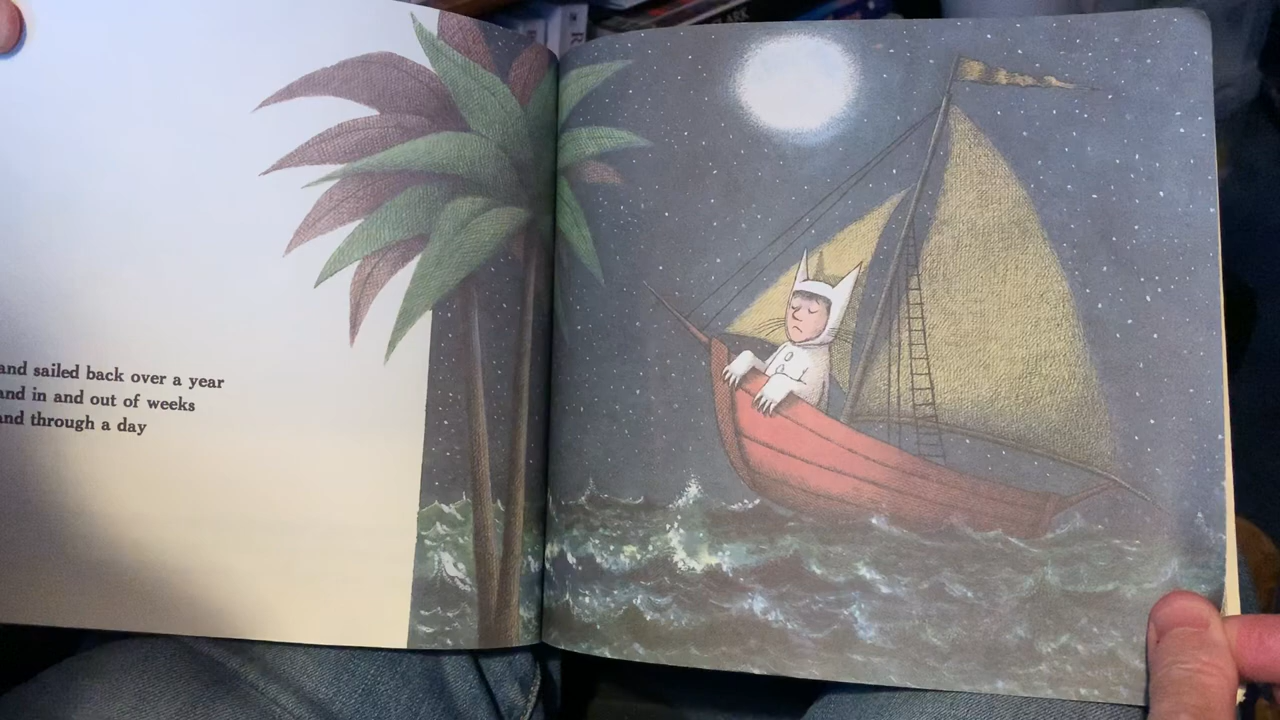 and sailed back over a year
and in and out of weeks
and through a day